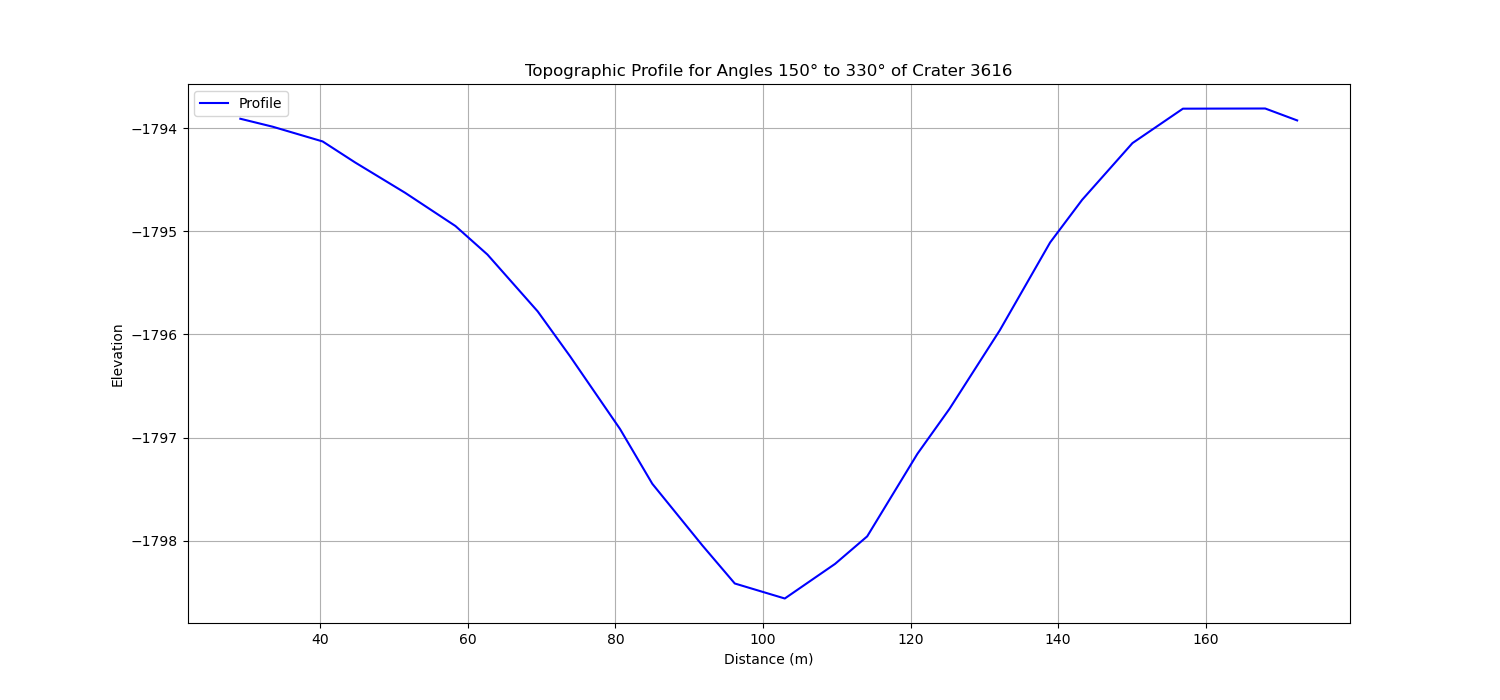 Topographic Profile for Angles 150° to 330° of Crater 3616
Profile
−1794
−1795
−1796
−1797
−1798
Elevation
40 60 80 100 120 140 160
Distance (m)